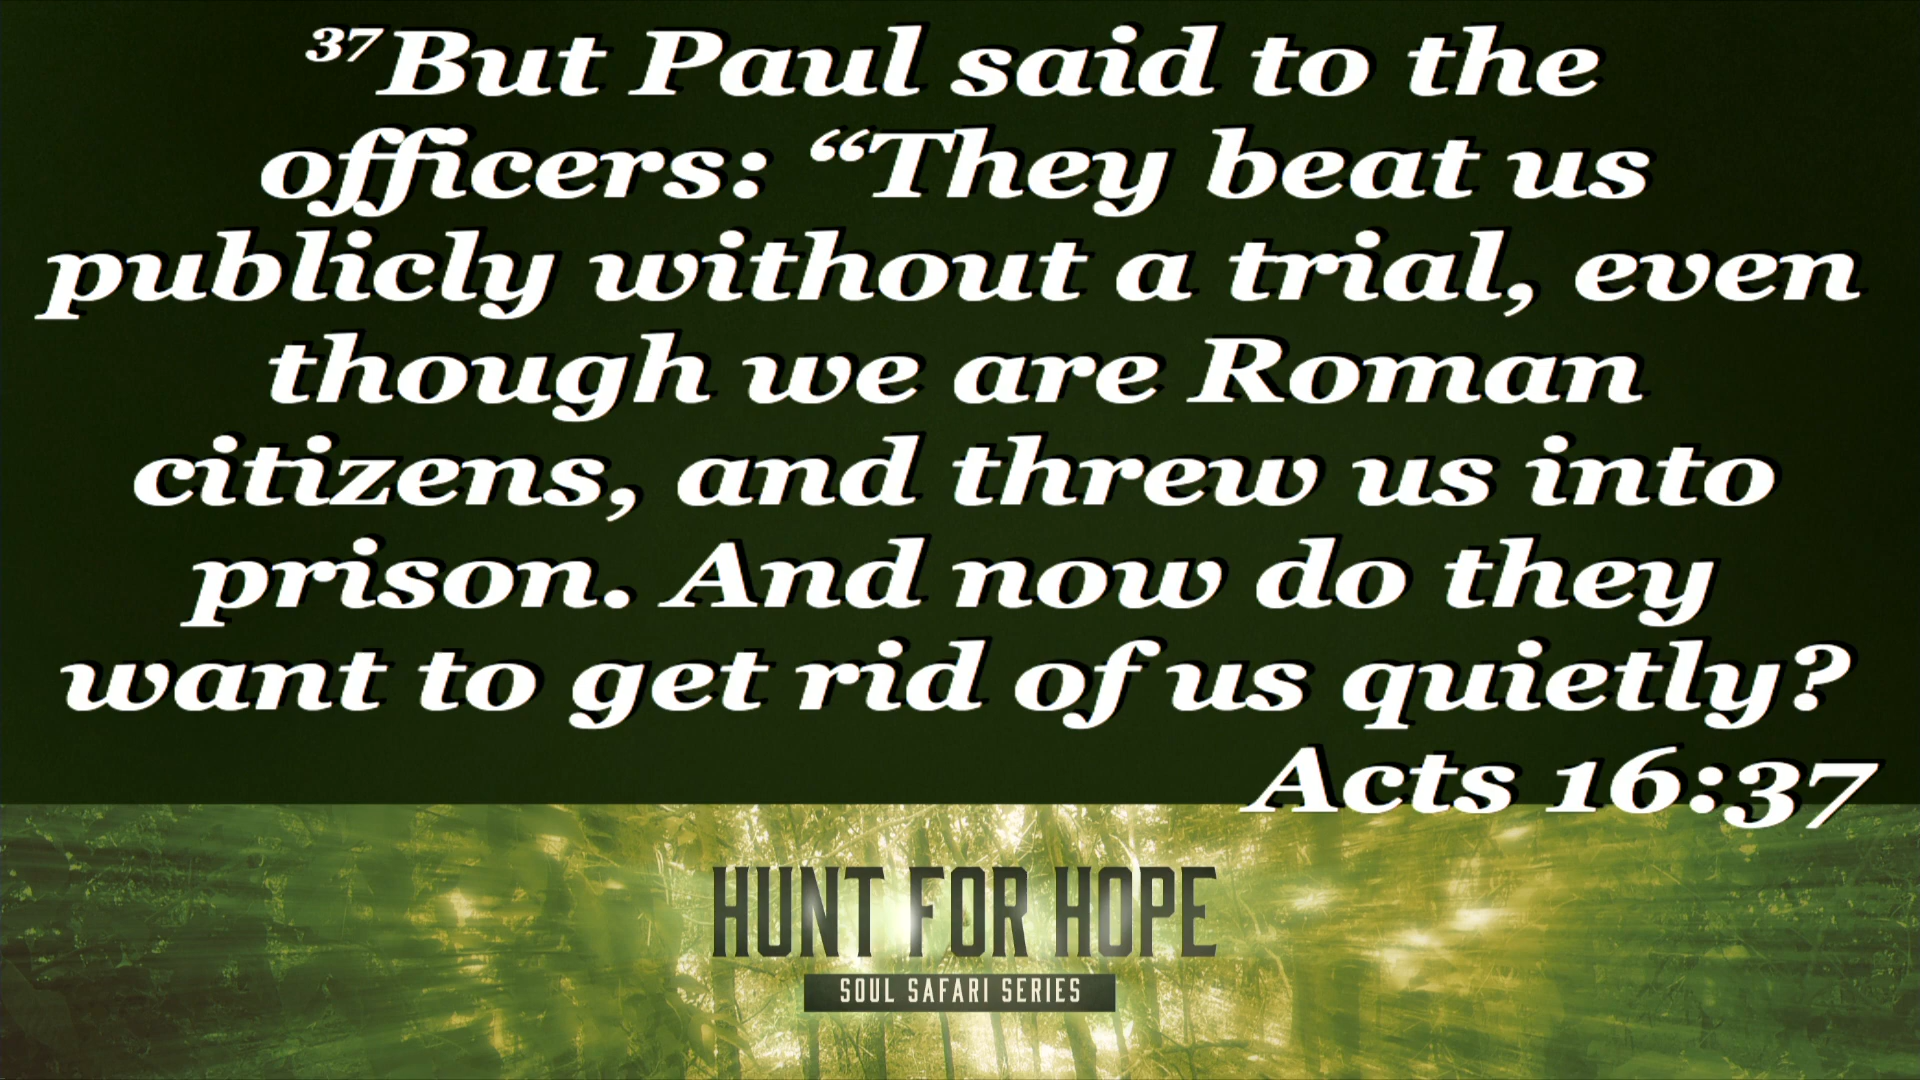 ³⁷But Paul said to the
officers: “They beat us
publicly without a trial, even
though we are Roman
citizens, and threw us into
prison. And now do they
want to get rid of us quietly?
Acts 16:37
HUNT FOR HOPE
SOUL SAFARI SERIES